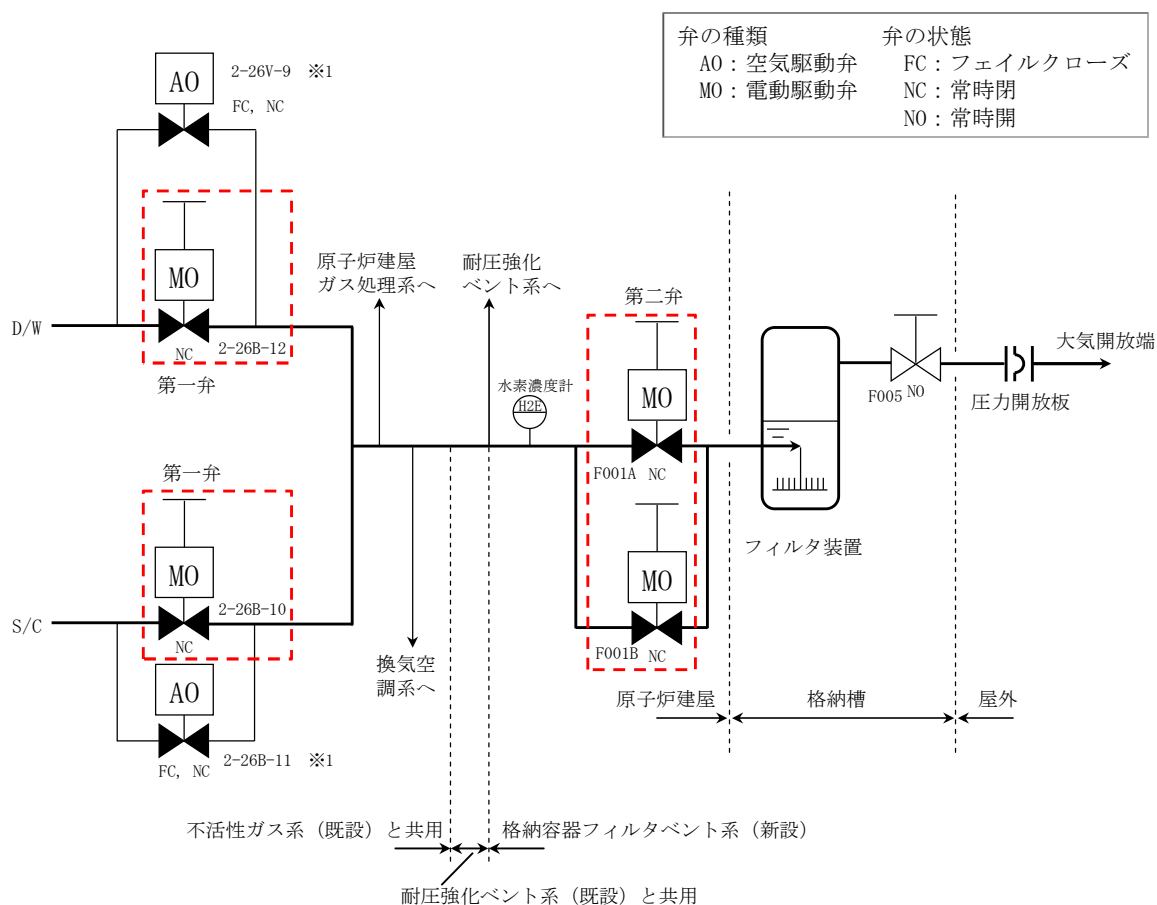 弁の種類
AO：空気駆動弁
MO：電動駆動弁
弁の状態
FC：フェイルクローズ
NC：常時閉
NO：常時開
AO
2-26V-9 ※1
FC, NC
MO
D/W
NC
2-26B-12
第一弁
原子炉建屋
ガス処理系へ
耐圧強化
ベント系へ
水素濃度計
H2E
第二弁
MO
F001A NC
MO
F001B NC
フィルタ装置
F005 NO
圧力開放板
大気開放端
第一弁
MO
S/C
NC
2-26B-10
AO
2-26B-11 ※1
FC, NC
換気空
調系へ
原子炉建屋
格納槽
屋外
不活性ガス系（既設）と共用
格納容器フィルタベント系（新設）
耐圧強化ベント系（既設）と共用